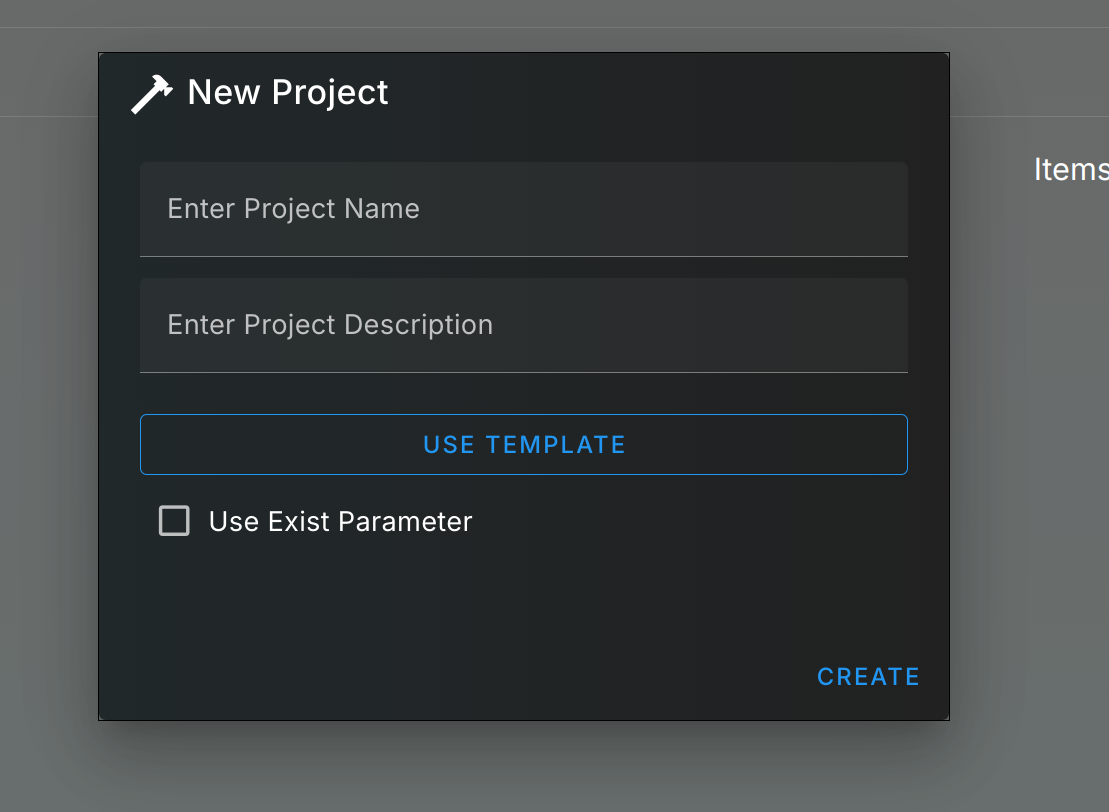 New Project
Items
Enter Project Name
Enter Project Description
USE TEMPLATE
Use Exist Parameter
CREATE